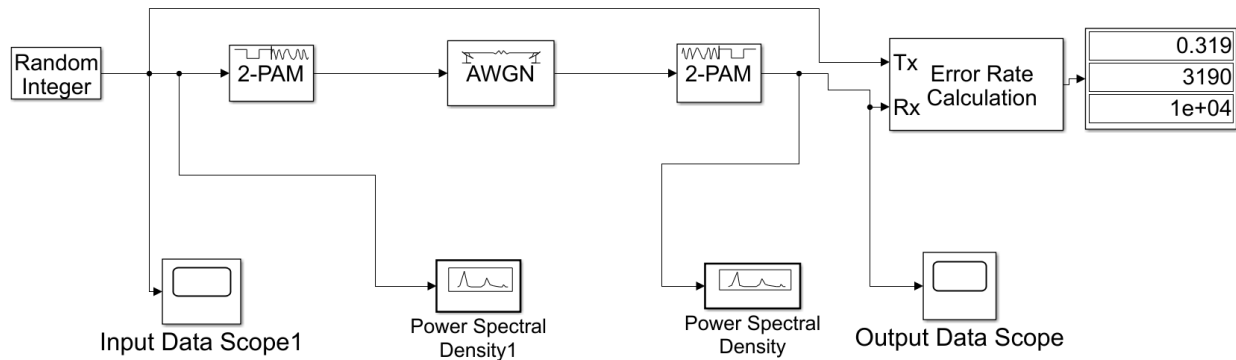 Random
Integer
2-PAM
AWGN
2-PAM
Tx
Rx
Error Rate
Calculation
0.319
3190
1e+04
Input Data Scope1
Power Spectral
Density1
Power Spectral
Density
Output Data Scope